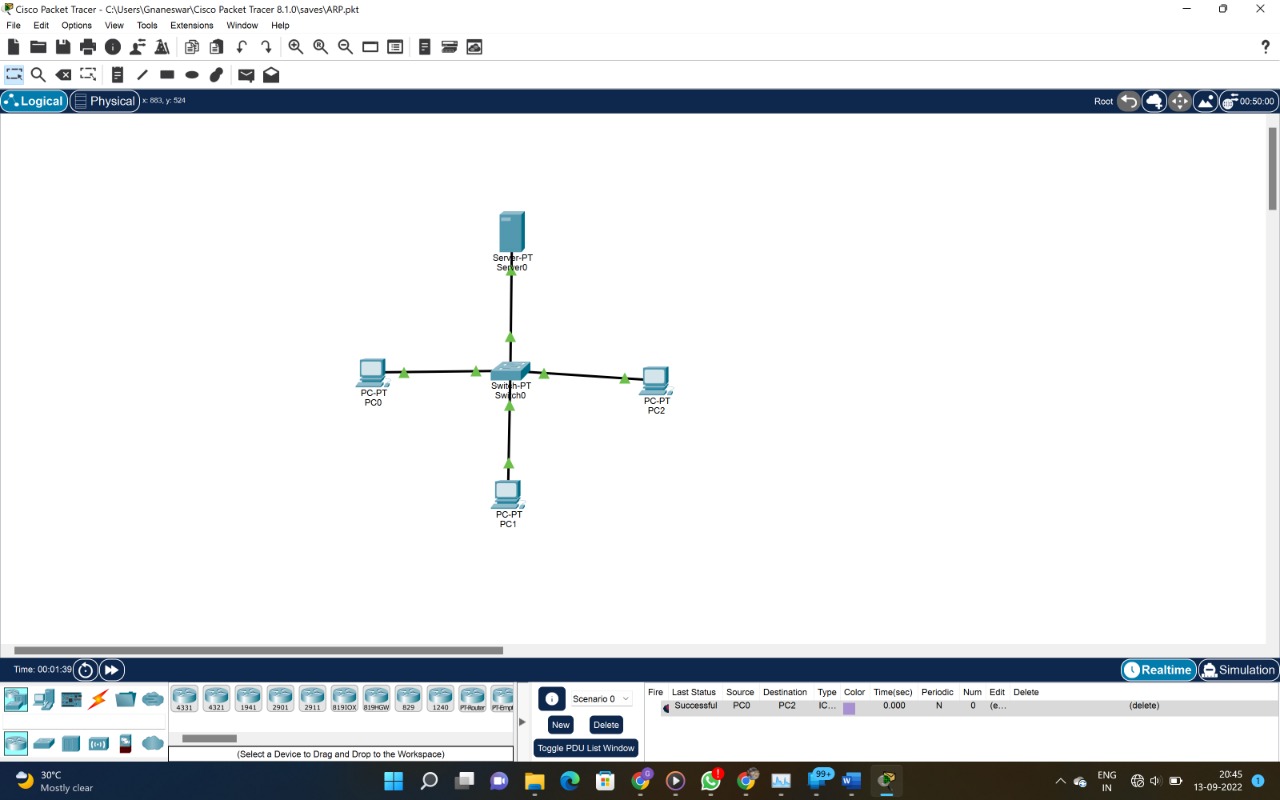 Cisco Packet Tracer - C:\Users\Gnaneswar\Cisco Packet Tracer 8.1.0\saves\ARP.pkt
File Edit Options View Tools Extensions Window Help
?
Logical Physical x: 883, y: 524 Root 00:50:00
Server-PT
Server0
PC-PT
PC0
Switch-PT
Switch0
PC-PT
PC2
PC-PT
PC1
Time: 00:01:39 Realtime Simulation
4331 4321 1941 2901 2911 819IOX 819HGW 829 1240 PT-Router PT-Empt
(Select a Device to Drag and Drop to the Workspace)
Scenario 0
New Delete
Toggle PDU List Window
Fire Last Status Source Destination Type Color Time(sec) Periodic Num Edit Delete
Successful PC0 PC2 IC... 0.000 N 0 (e... (delete)
30°C
Mostly clear
99+
ENG
IN
20:45
13-09-2022
1